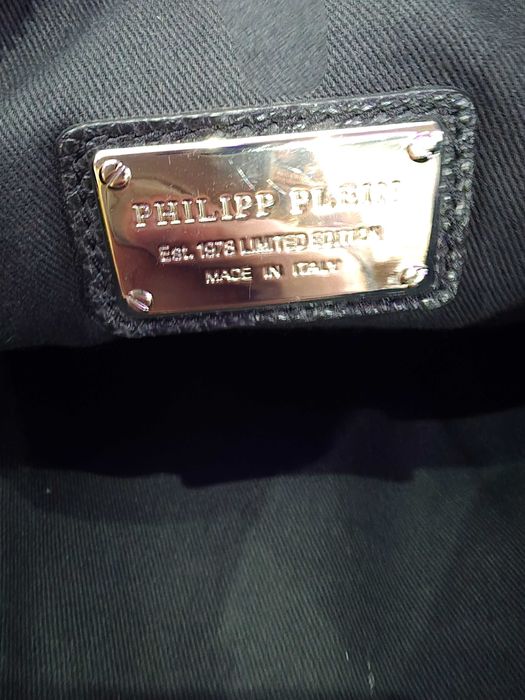 PHILIPP PLEIN
Est. 1978 LIMITED EDITION
MADE IN ITALY